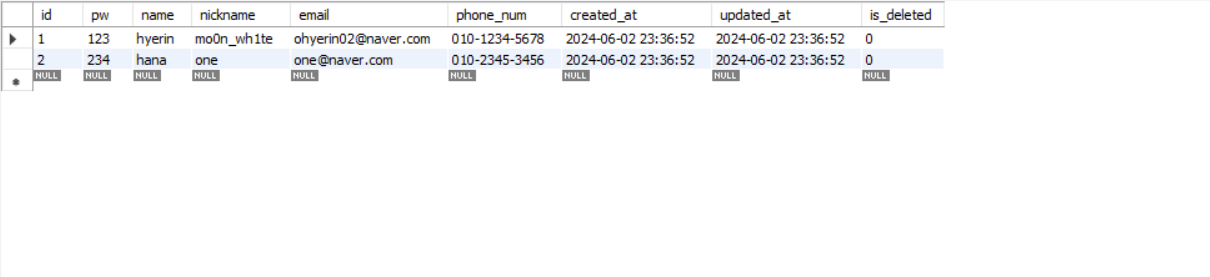 id pw name nickname email phone_num created_at updated_at is_deleted
1 123 hyerin mo0n_wh1te ohyerin02@naver.com 010-1234-5678 2024-06-02 23:36:52 2024-06-02 23:36:52 0
2 234 hana one one@naver.com 010-2345-3456 2024-06-02 23:36:52 2024-06-02 23:36:52 0
NULL NULL NULL NULL NULL NULL NULL NULL NULL